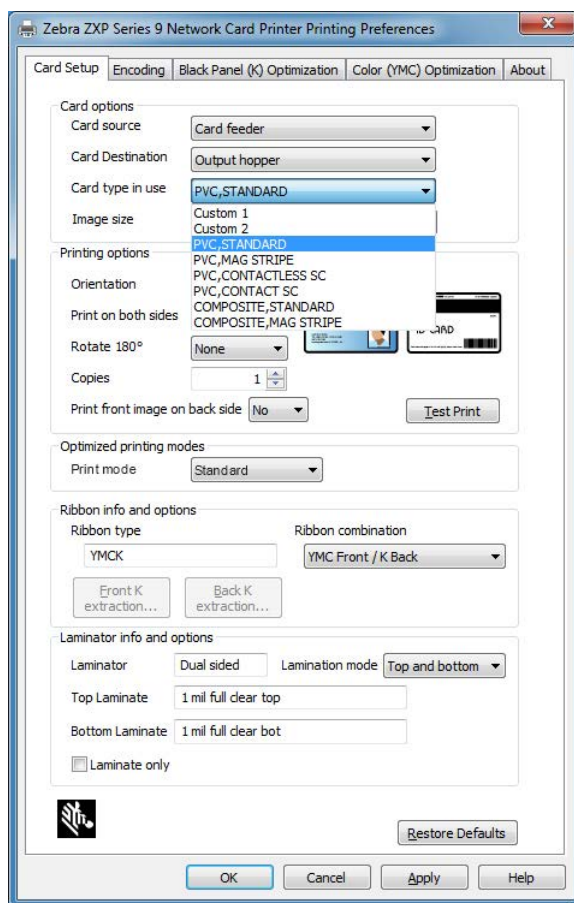 Zebra ZXP Series 9 Network Card Printer Printing Preferences
Card Setup Encoding Black Panel (K) Optimization Color (YMC) Optimization About
Card options
Card source Card feeder
Card Destination Output hopper
Card type in use PVC,STANDARD
Image size Custom 1
Custom 2
PVC,STANDARD
Printing options PVC,MAG STRIPE
PVC,CONTACTLESS SC
Orientation PVC,CONTACT SC
COMPOSITE,STANDARD
Print on both sides COMPOSITE,MAG STRIPE
CARD
Rotate 180° None
Copies 1
Print front image on back side No Test Print
Optimized printing modes
Print mode Standard
Ribbon info and options
Ribbon type Ribbon combination
YMCK YMC Front / K Back
Front K extraction... Back K extraction...
Laminator info and options
Laminator Dual sided Lamination mode Top and bottom
Top Laminate 1 mil full clear top
Bottom Laminate 1 mil full clear bot
Laminate only
Restore Defaults
OK Cancel Apply Help